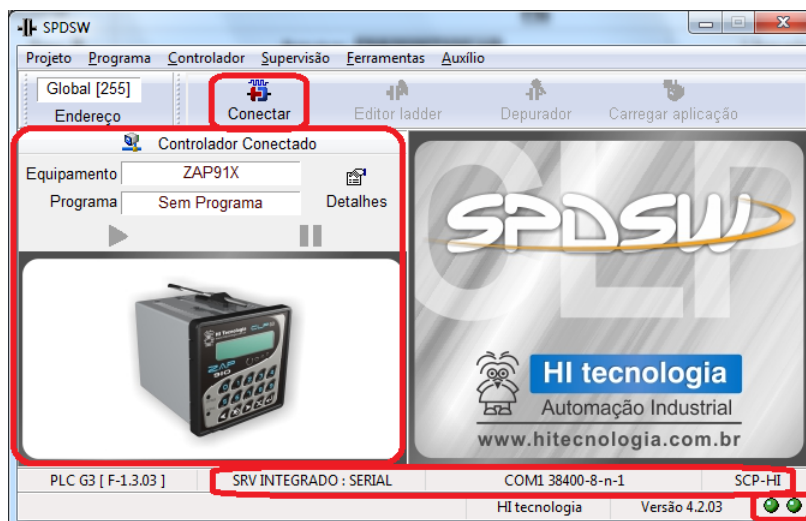 SPDSW
Projeto Programa Controlador Supervisão Ferramentas Auxílio
Global [255]
Endereço
Conectar
Editor ladder
Depurador
Carregar aplicação
Controlador Conectado
Equipamento ZAP91X
Programa Sem Programa
Detalhes
HI Tecnologia
ZAP
910
CLP
SPDSW
HI tecnologia
Automação Industrial
www.hitecnologia.com.br
PLC G3 [ F-1.3.03 ] SRV INTEGRADO : SERIAL COM1 38400-8-n-1 SCP-HI
HI tecnologia Versão 4.2.03